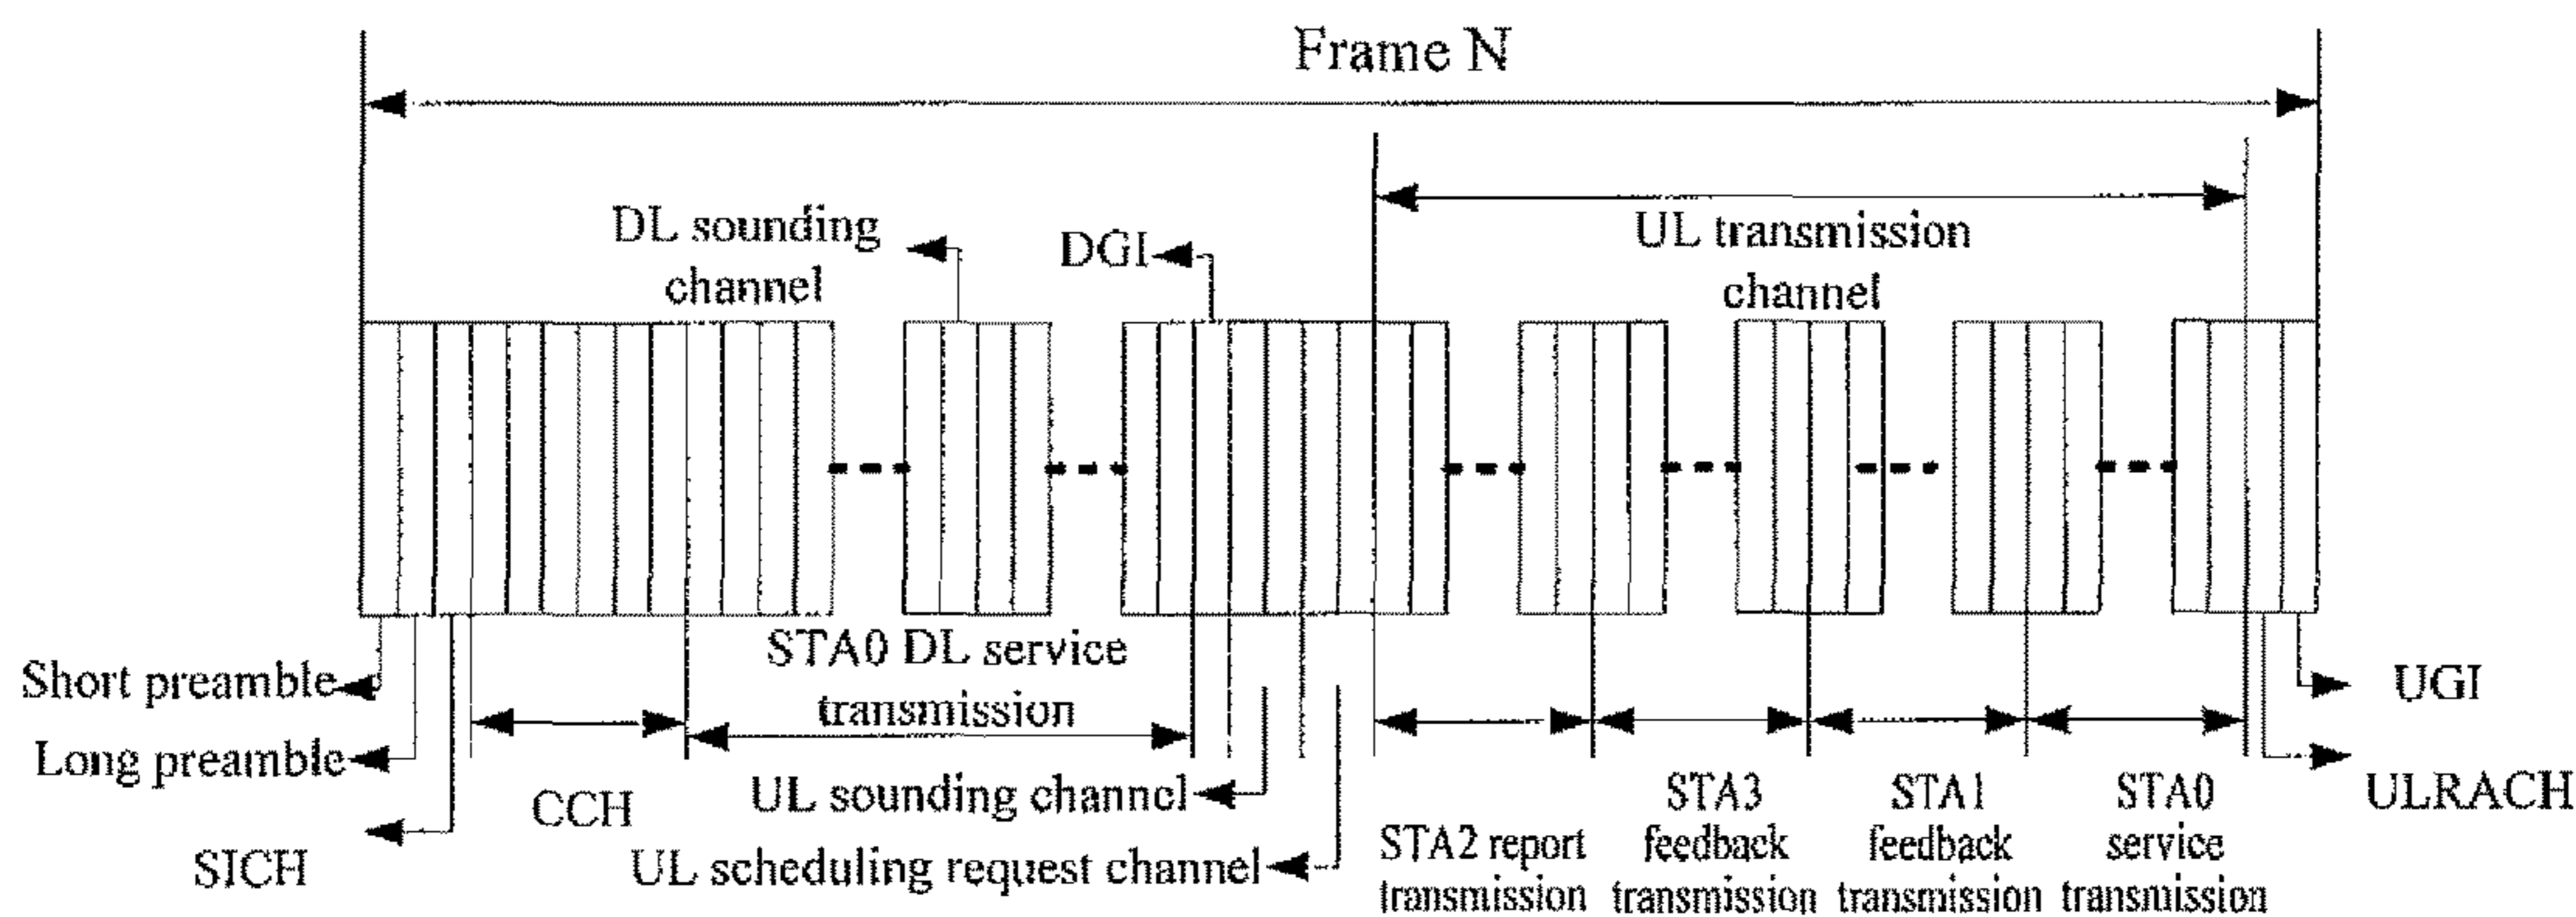 Frame N
DL sounding
channel
DGI
UL transmission
channel
STA0 DL service
transmission
Short preamble
Long preamble
SICH
CCH
UL sounding channel
UL scheduling request channel
STA2 report
transmission
STA3
feedback
transmission
STA1
feedback
transmission
STA0
service
transmission
UGI
ULRACH